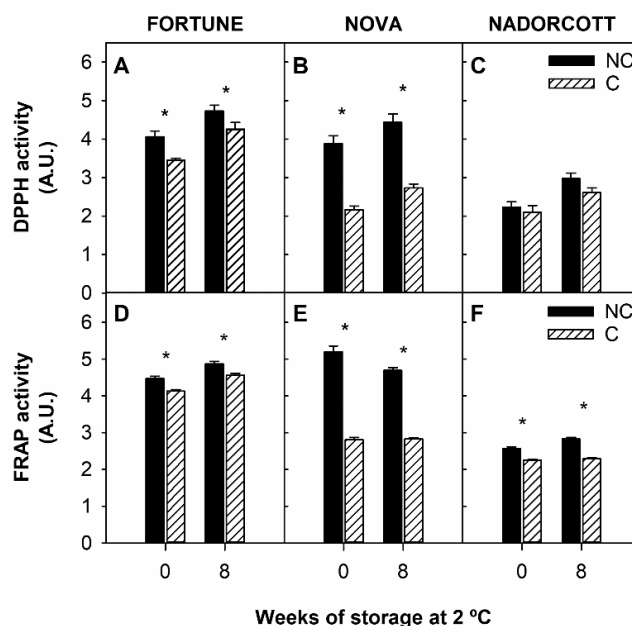 FORTUNE NOVA NADORCOTT
DPPH activity
(A.U.)
6
5
4
3
2
1
0
A
*
*
B
*
*
C
NC
C
FRAP activity
(A.U.)
6
5
4
3
2
1
0
D
*
*
E
*
*
F
NC
C
*
*
0 8 0 8 0 8
Weeks of storage at 2 ºC